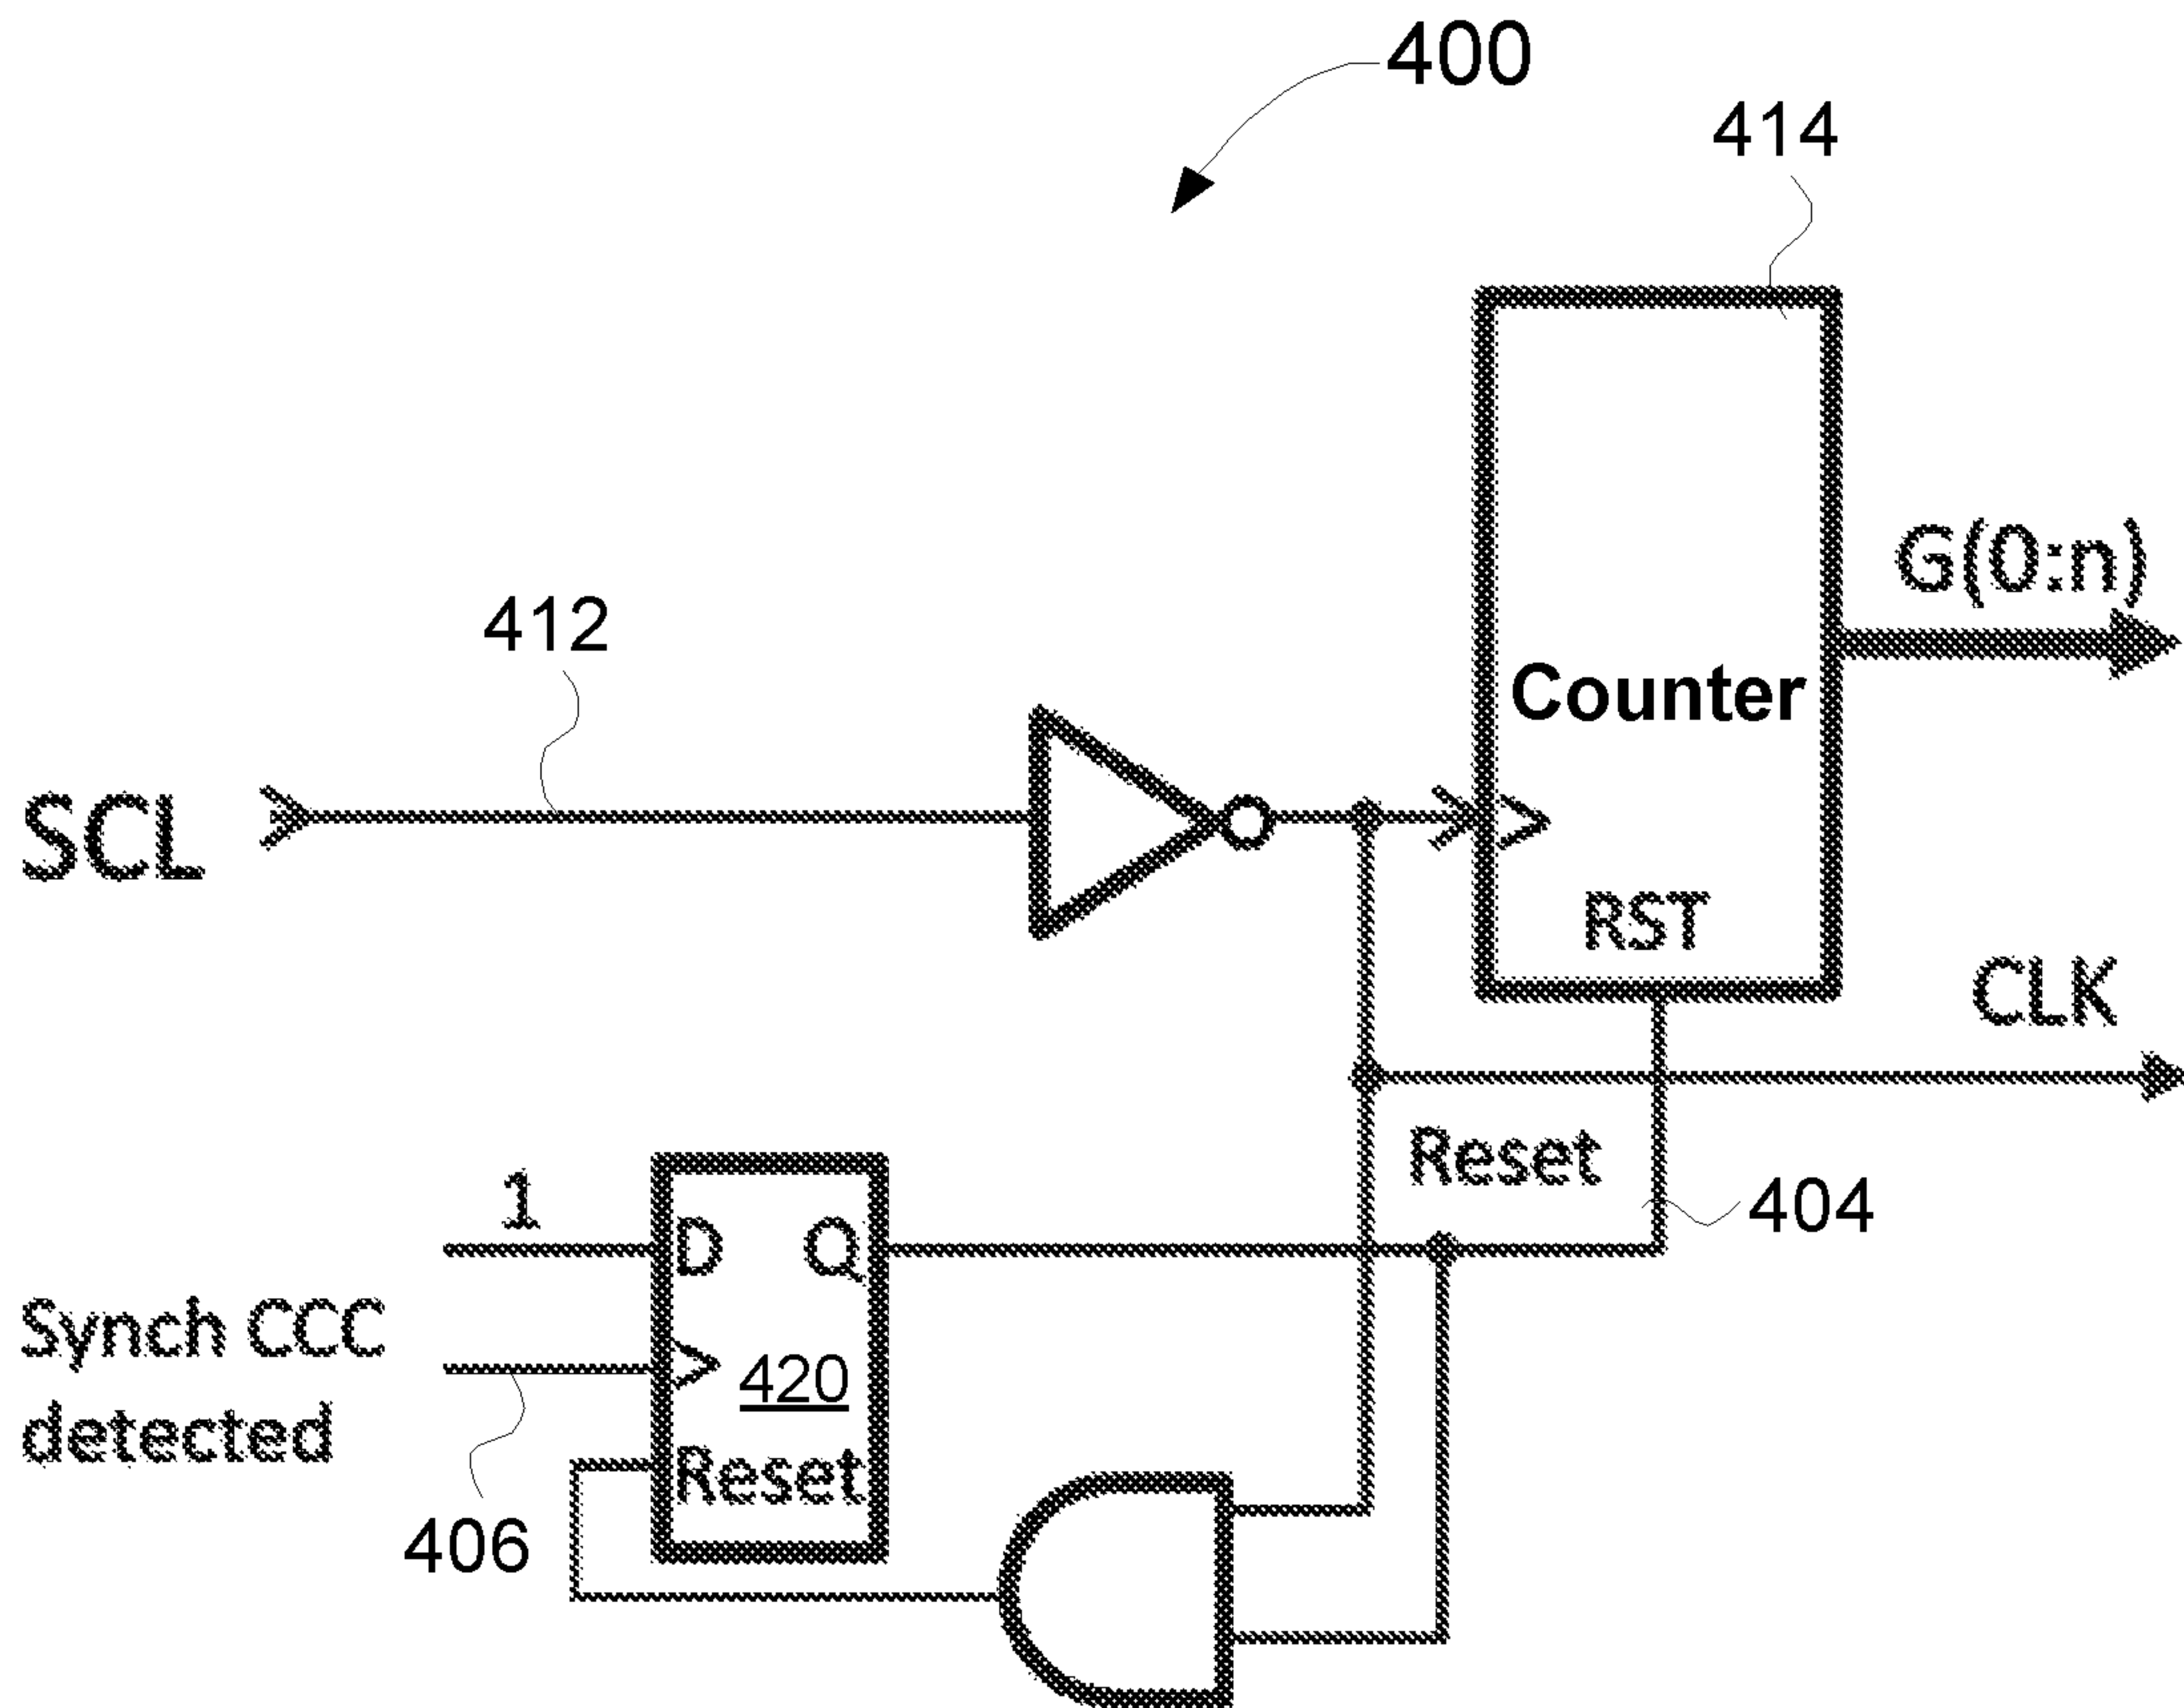 400
414
G(0:n)
412
Counter
SCL
RST
CLK
Reset
1
D Q
404
Synch CCC
detected
420
Reset
406